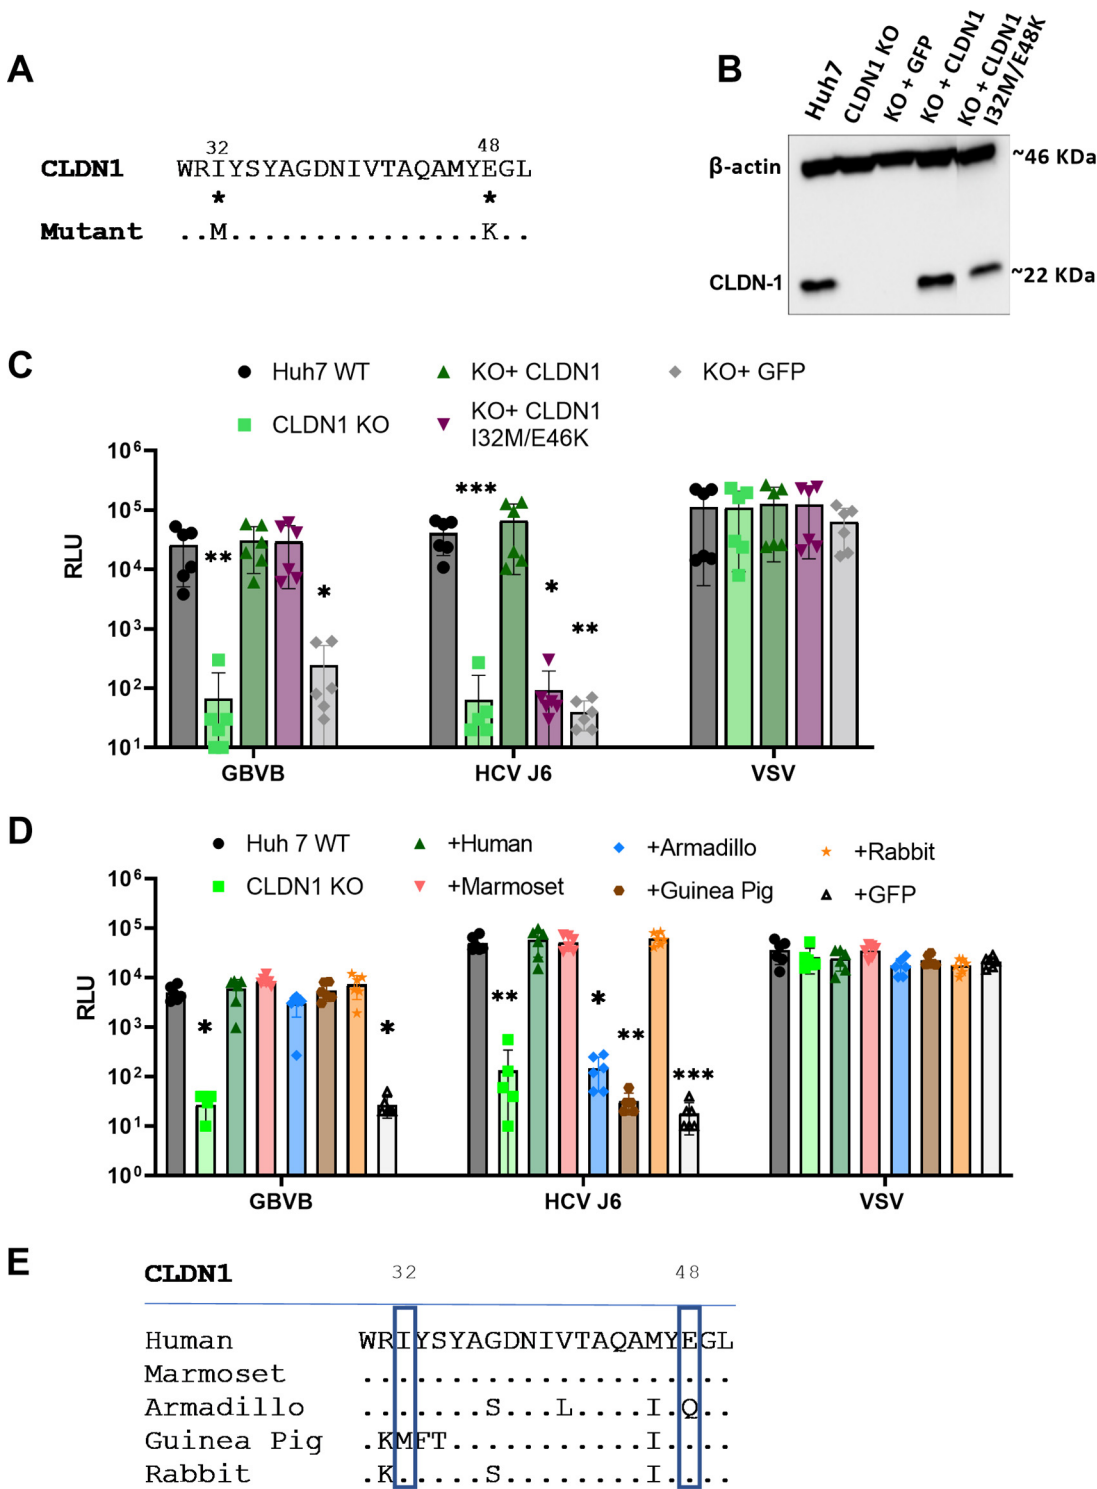 A
32 48
CLDN1 WRIYSYAGDNIVTAQAMYEGL
* *
Mutant ..M...............K..
B
Huh7
CLDN1 KO
KO + GFP
KO + CLDN1
KO + CLDN1
I32M/E48K
β-actin ~46 KDa
CLDN-1 ~22 KDa
C
Huh7 WT KO+ CLDN1 KO+ GFP
CLDN1 KO KO+ CLDN1
I32M/E46K
RLU
10⁶
10⁵
10⁴
10³
10²
10¹
** * *** * **
GBVB HCV J6 VSV
D
Huh 7 WT +Human +Armadillo +Rabbit
CLDN1 KO +Marmoset +Guinea Pig +GFP
RLU
10⁶
10⁵
10⁴
10³
10²
10¹
10⁰
* * ** * ** ***
GBVB HCV J6 VSV
E
CLDN1 32 48
Human WRIYSYAGDNIVTAQAMYEGL
Marmoset .....................
Armadillo .......S...L....I.Q..
Guinea Pig .KMFT...........I....
Rabbit .K.....S........I....